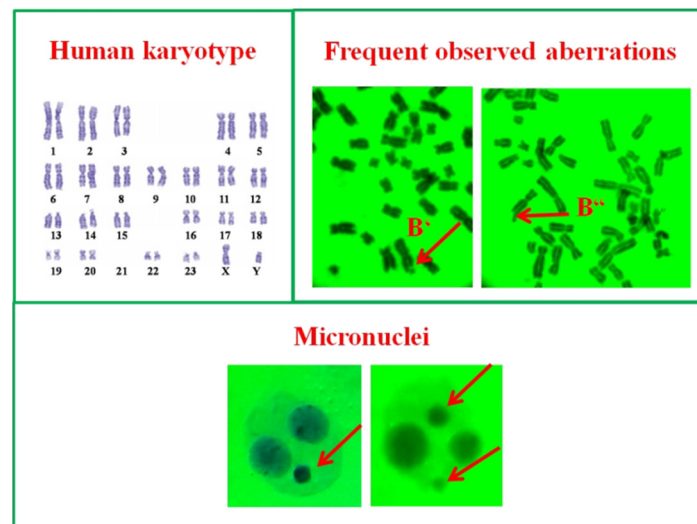 Human karyotype
1 2 3 4 5
6 7 8 9 10 11 12
13 14 15 16 17 18
19 20 21 22 23 X Y
Frequent observed aberrations
B‘
B“
Micronuclei